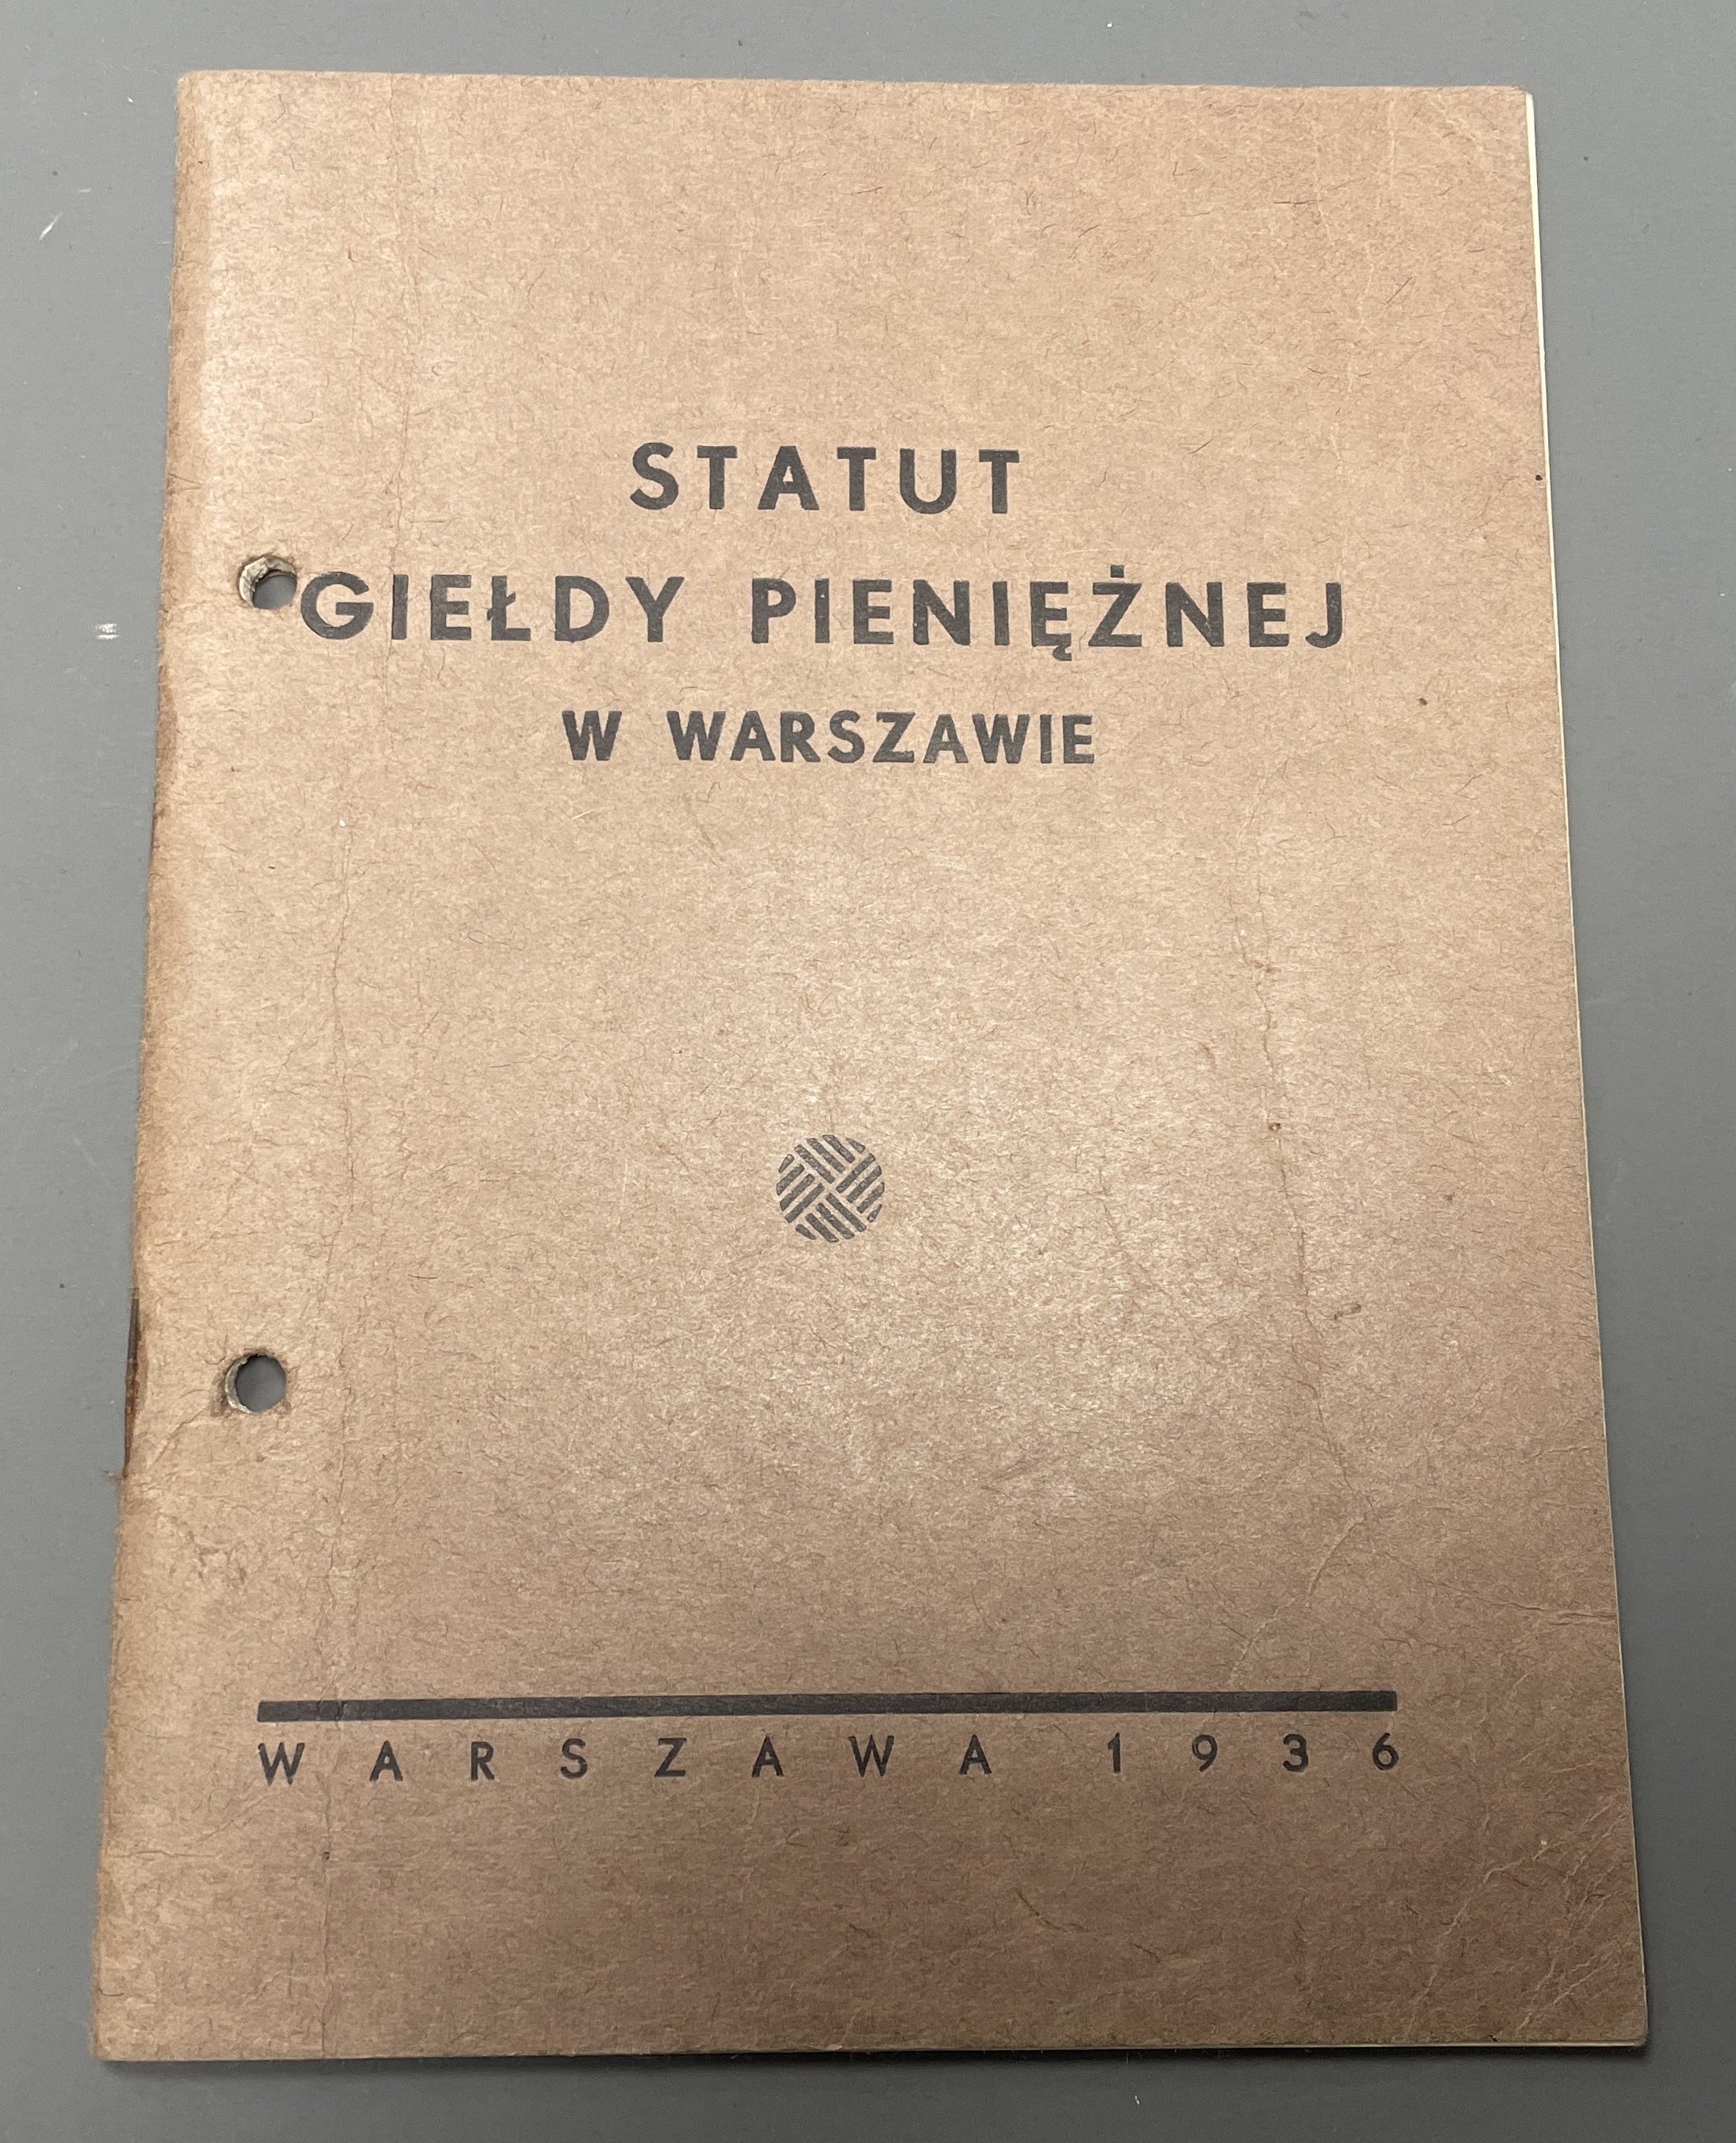 STATUT
GIEŁDY PIENIĘŻNEJ
W WARSZAWIE
WARSZAWA 1936